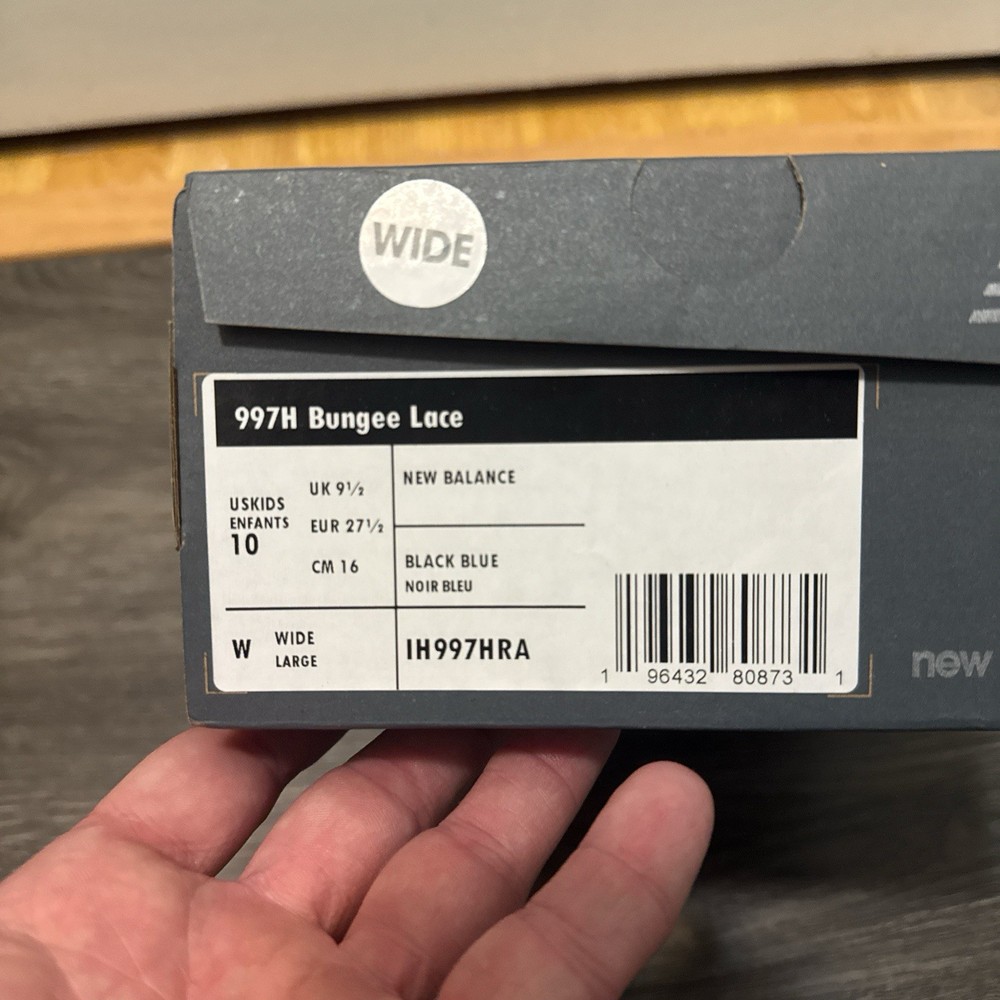 WIDE
997H Bungee Lace
USKIDS
ENFANTS
10
UK 9½
EUR 27½
CM 16
NEW BALANCE
BLACK BLUE
NOIR BLEU
W
WIDE
LARGE
IH997HRA
1 96432 80873 1
new